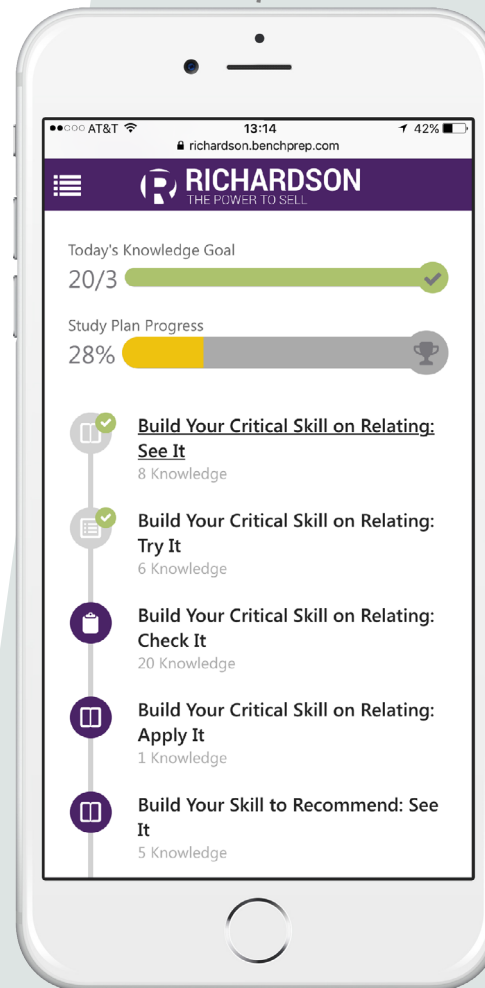 AT&T 13:14 42%
richardson.benchprep.com
R RICHARDSON
THE POWER TO SELL
Today's Knowledge Goal
20/3
Study Plan Progress
28%
Build Your Critical Skill on Relating:
See It
8 Knowledge
Build Your Critical Skill on Relating:
Try It
6 Knowledge
Build Your Critical Skill on Relating:
Check It
20 Knowledge
Build Your Critical Skill on Relating:
Apply It
1 Knowledge
Build Your Skill to Recommend: See
It
5 Knowledge